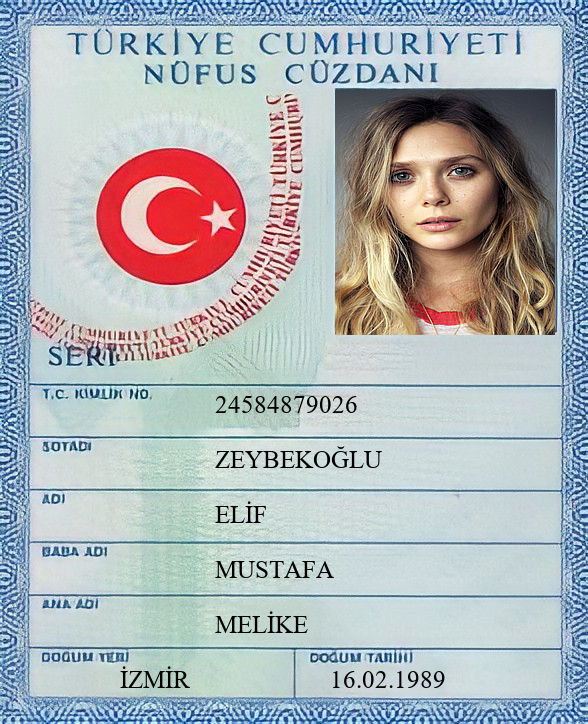 TÜRKİYE CUMHURİYETİ
NÜFUS CÜZDANI
SERİ
T.C. KİMLİK NO.
24584879026
SOYADI
ZEYBEKOĞLU
ADI
ELİF
BABA ADI
MUSTAFA
ANA ADI
MELİKE
DOĞUM YERİ
DOĞUM TARİHİ
İZMİR
16.02.1989